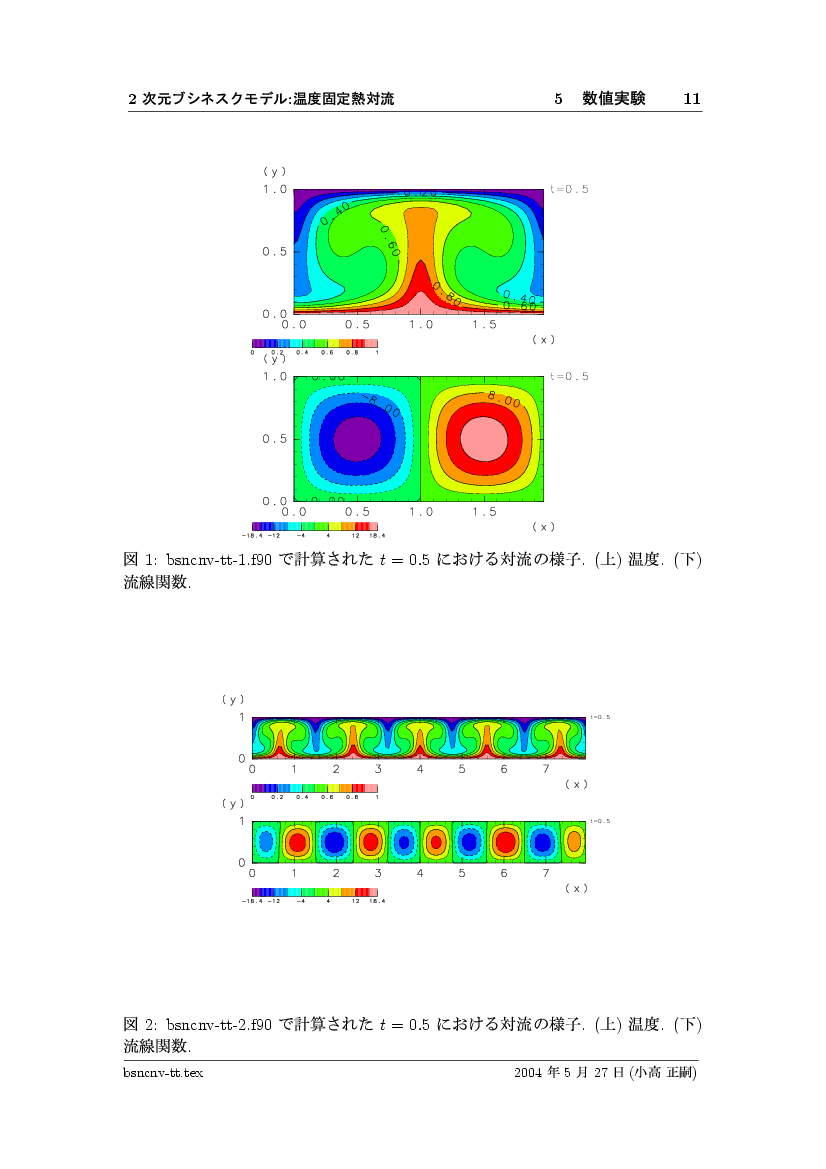 2 次元ブシネスクモデル:温度固定熱対流 5 数値実験 11
(y)
1.0 0.20 t=0.5
0.40
0.60
0.5
0.80 0.40
0.60
0.0
0.0 0.5 1.0 1.5
(x)
0 0.2 0.4 0.6 0.8 1
(y)
1.0 0.00 t=0.5
-8.00 8.00
0.5
0.0 0.00
0.0 0.5 1.0 1.5
(x)
-18.4 -12 -4 4 12 18.4
図 1: bsncnv-tt-1.f90 で計算された t = 0.5 における対流の様子. (上) 温度. (下)
流線関数.
(y)
1 t=0.5
0
0 1 2 3 4 5 6 7
(x)
0 0.2 0.4 0.6 0.8 1
(y)
1 t=0.5
0
0 1 2 3 4 5 6 7
(x)
-18.4 -12 -4 4 12 18.4
図 2: bsncnv-tt-2.f90 で計算された t = 0.5 における対流の様子. (上) 温度. (下)
流線関数.
bsncnv-tt.tex 2004 年 5 月 27 日 (小高 正嗣)